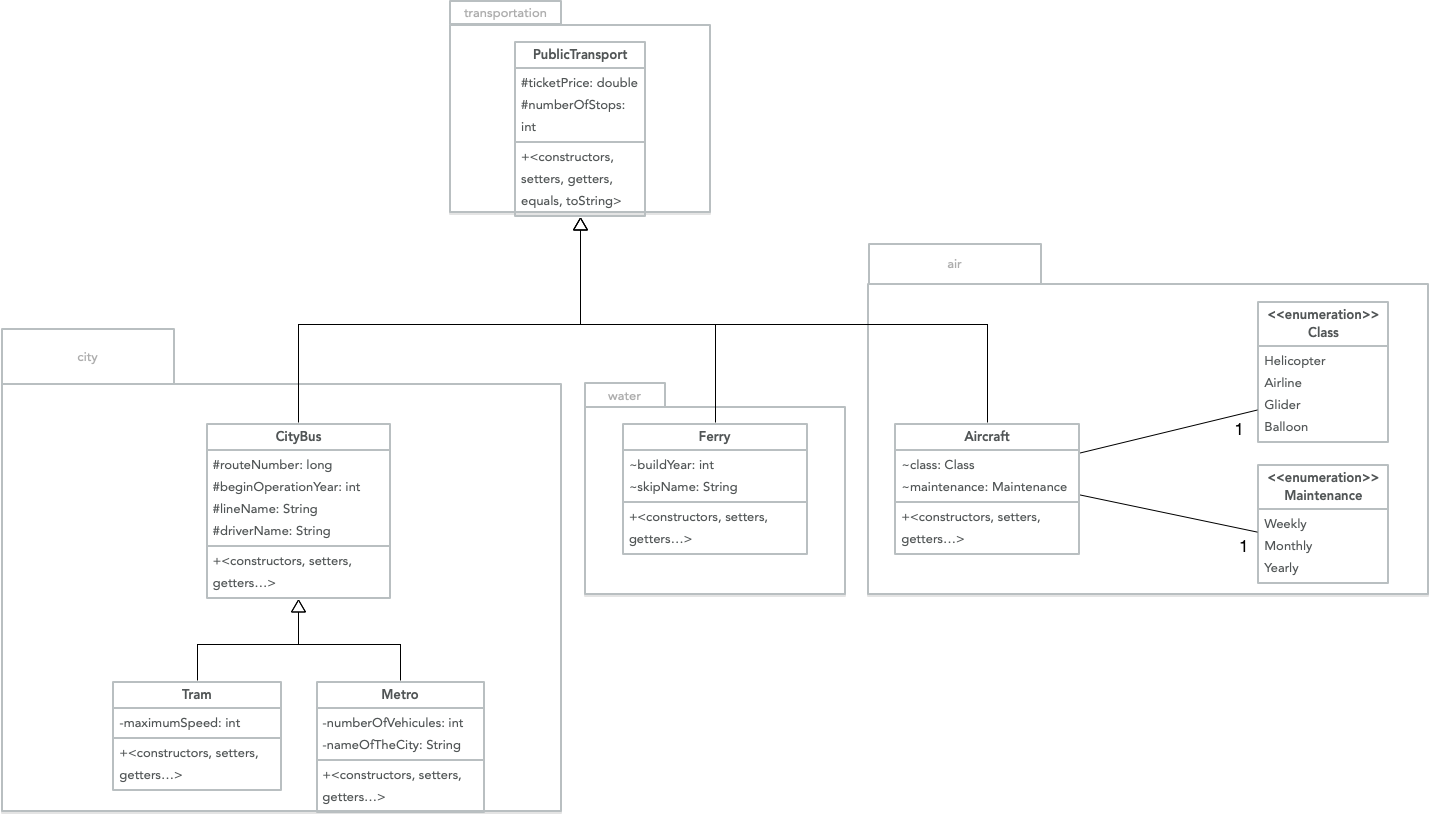 transportation
PublicTransport
#ticketPrice: double
#numberOfStops:
int
+<constructors,
setters, getters,
equals, toString>
air
<<enumeration>>
Class
Helicopter
Airline
Glider
Balloon
1
city
water
CityBus
#routeNumber: long
#beginOperationYear: int
#lineName: String
#driverName: String
+<constructors, setters,
getters...>
Ferry
~buildYear: int
~skipName: String
+<constructors, setters,
getters...>
Aircraft
~class: Class
~maintenance: Maintenance
+<constructors, setters,
getters...>
<<enumeration>>
Maintenance
Weekly
Monthly
Yearly
1
Tram
-maximumSpeed: int
+<constructors, setters,
getters...>
Metro
-numberOfVehicules: int
-nameOfTheCity: String
+<constructors, setters,
getters...>